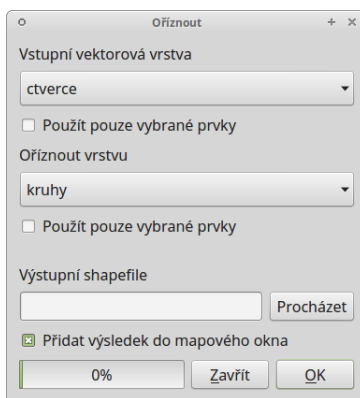 Oříznout
Vstupní vektorová vrstva
ctverce
Použít pouze vybrané prvky
Oříznout vrstvu
kruhy
Použít pouze vybrané prvky
Výstupní shapefile
Procházet
Přidat výsledek do mapového okna
0% Zavřít OK